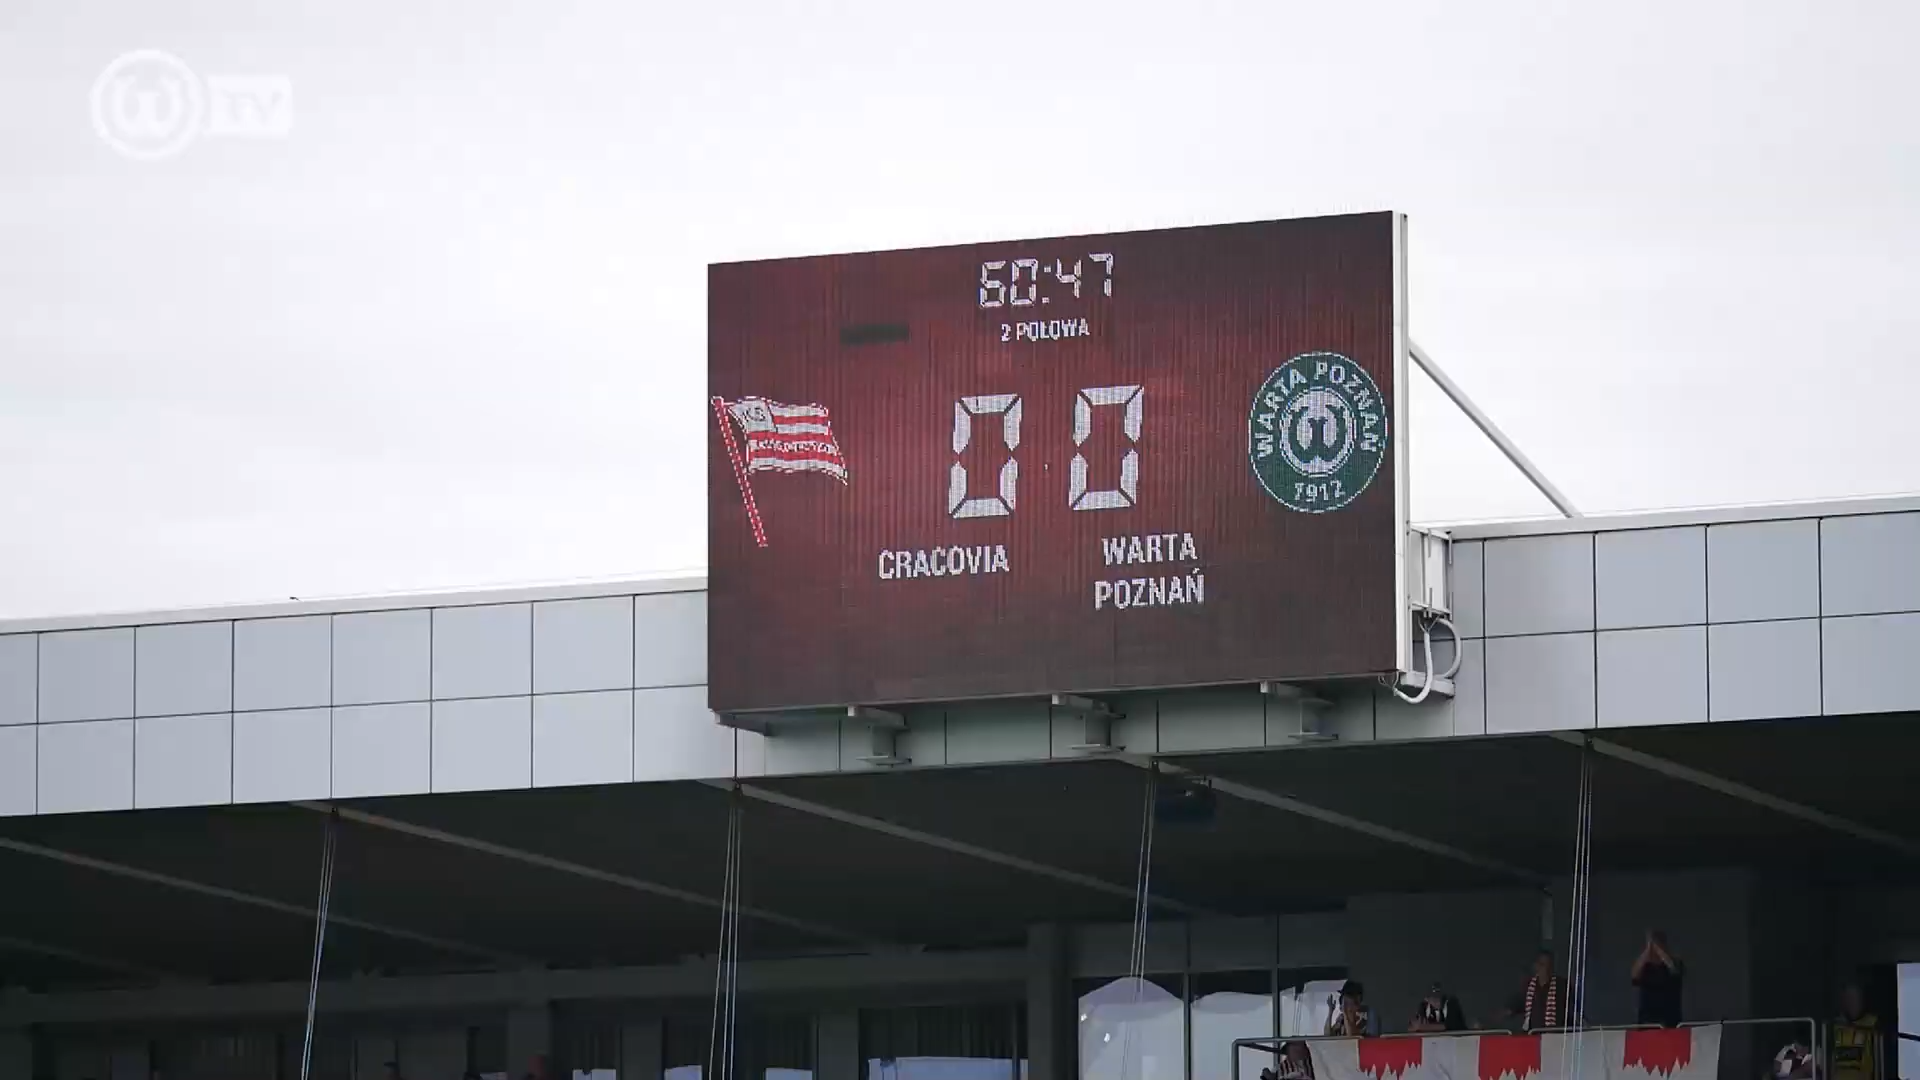 W TV
60:47
2 POŁOWA
0 0
CRACOVIA
WARTA
POZNAŃ
WARTA POZNAŃ
W
1912